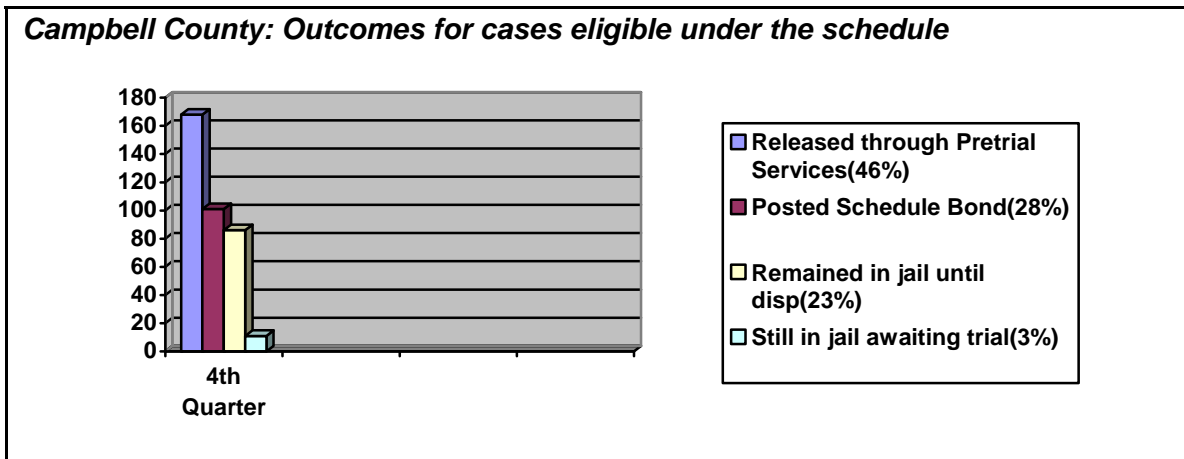 Campbell County: Outcomes for cases eligible under the schedule
180
160
140
120
100
80
60
40
20
0
4th
Quarter
Released through Pretrial
Services(46%)
Posted Schedule Bond(28%)
Remained in jail until
disp(23%)
Still in jail awaiting trial(3%)